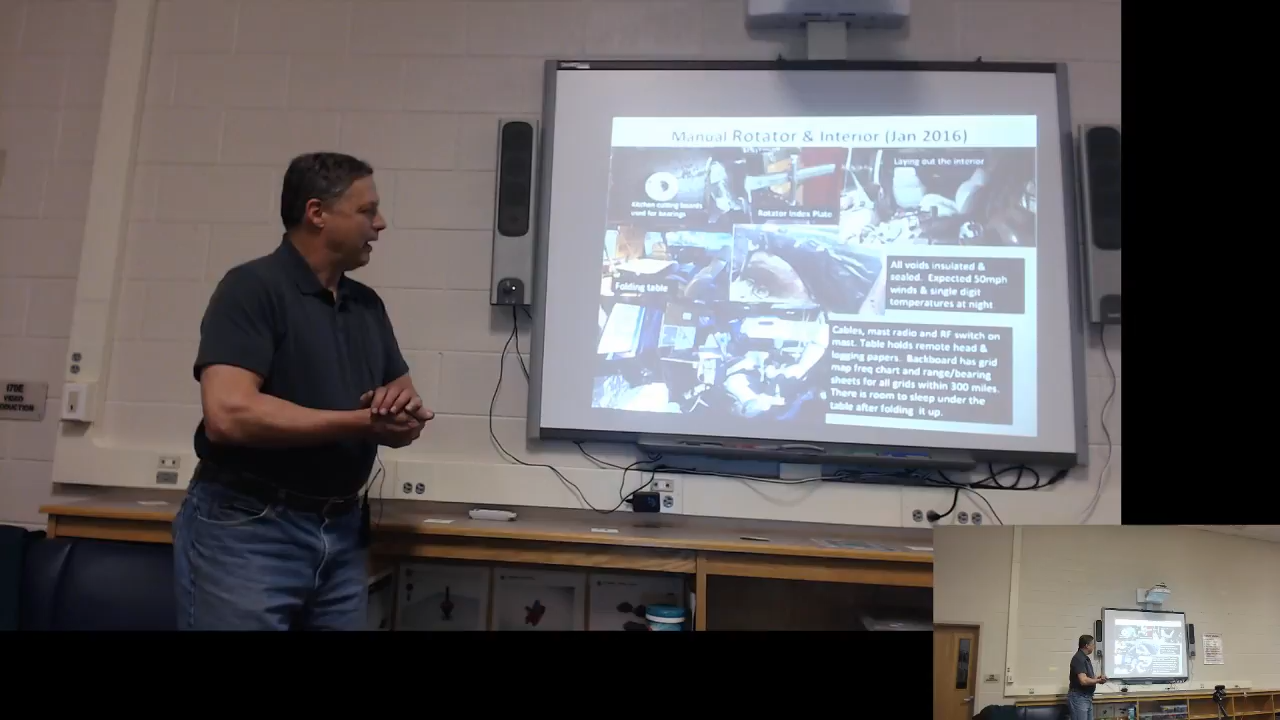 Manual Rotator & Interior (Jan 2016)
Laying out the interior
Kitchen cutting boards
used for bearings
Rotator Index Plate
All voids insulated &
sealed. Expected 50mph
winds & single digit
temperatures at night
Folding table
Cables, mast radio and RF switch on
mast. Table holds remote head &
logging papers. Backboard has grid
map freq chart and range/bearing
sheets for all grids within 300 miles.
There is room to sleep under the
table after folding it up.
170E
VIDEO
PRODUCTION